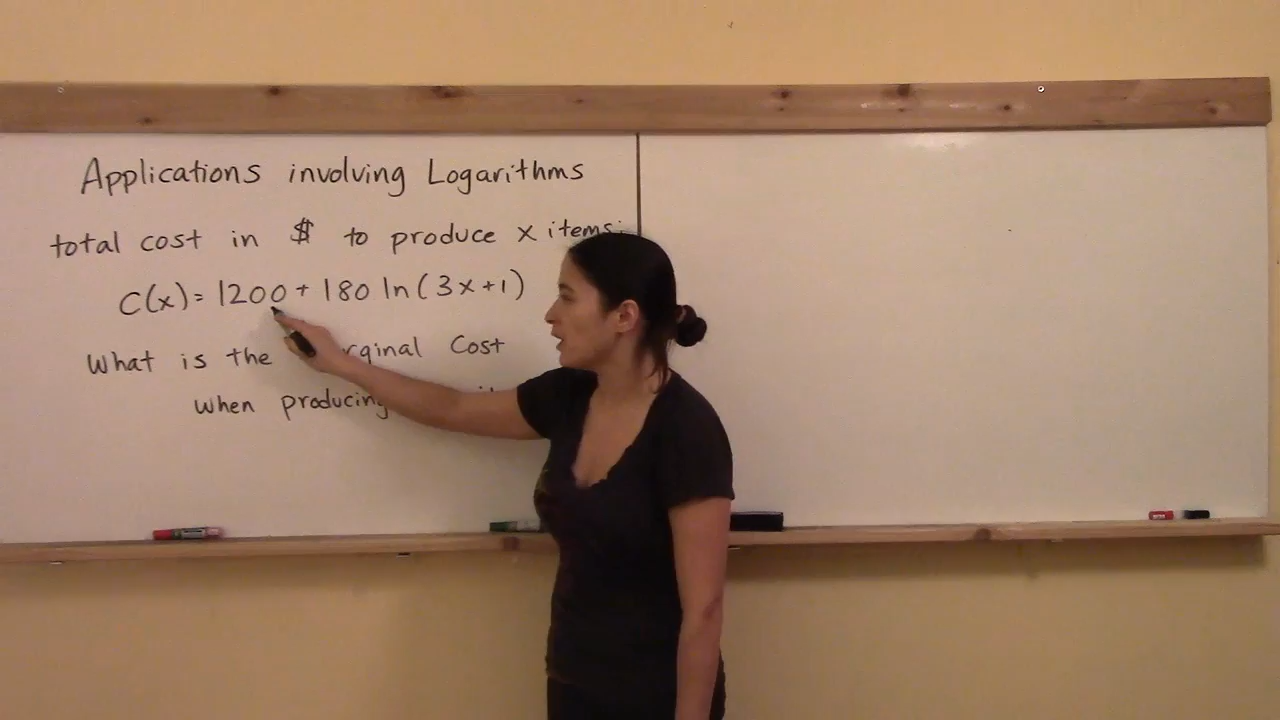 Applications involving Logarithms
total cost in $ to produce x items:
C(x) = 1200 + 180 ln(3x+1)
What is the Cost
when producing